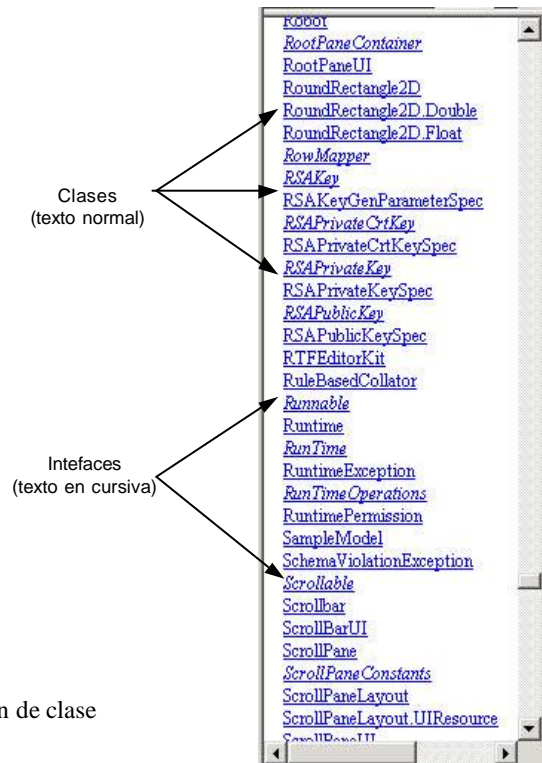 Robot
RootPaneContainer
RootPaneUI
RoundRectangle2D
RoundRectangle2D.Double
RoundRectangle2D.Float
RowMapper
RSAKey
RSAKeyGenParameterSpec
RSAPrivateCrtKey
RSAPrivateCrtKeySpec
RSAPrivateKey
RSAPrivateKeySpec
RSAPublicKey
RSAPublicKeySpec
RTFEditorKit
RuleBasedCollator
Runnable
Runtime
RunTime
RuntimeException
RunTimeOperations
RuntimePermission
SampleModel
SchemaViolationException
Scrollable
Scrollbar
ScrollBarUI
ScrollPane
ScrollPaneConstants
ScrollPaneLayout
ScrollPaneLayout.UIResource
ScrollPaneUI
Clases
(texto normal)
Intefaces
(texto en cursiva)
n de clase